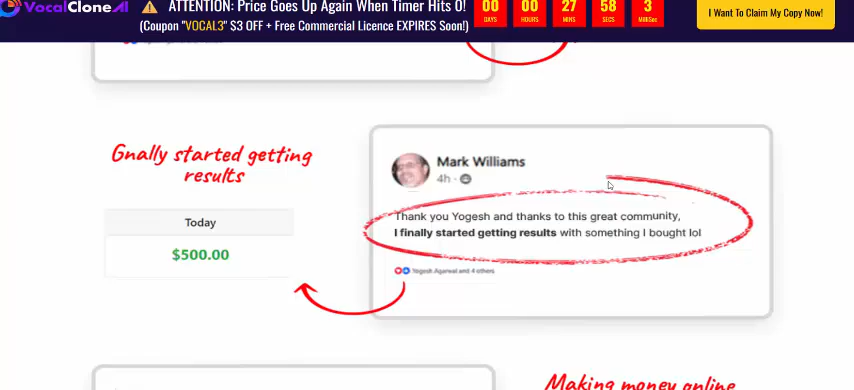 VocalCloneAI
ATTENTION: Price Goes Up Again When Timer Hits 0!
(Coupon "VOCAL3" $3 OFF + Free Commercial Licence EXPIRES Soon!)
00 00 27 58 3
DAYS HOURS MINS SECS MilliSec
I Want To Claim My Copy Now!
Gnally started getting
results
Today
$500.00
Mark Williams
4h ·
Thank you Yogesh and thanks to this great community,
I finally started getting results with something I bought lol
Yogesh Agarwal and 4 others
Making money online